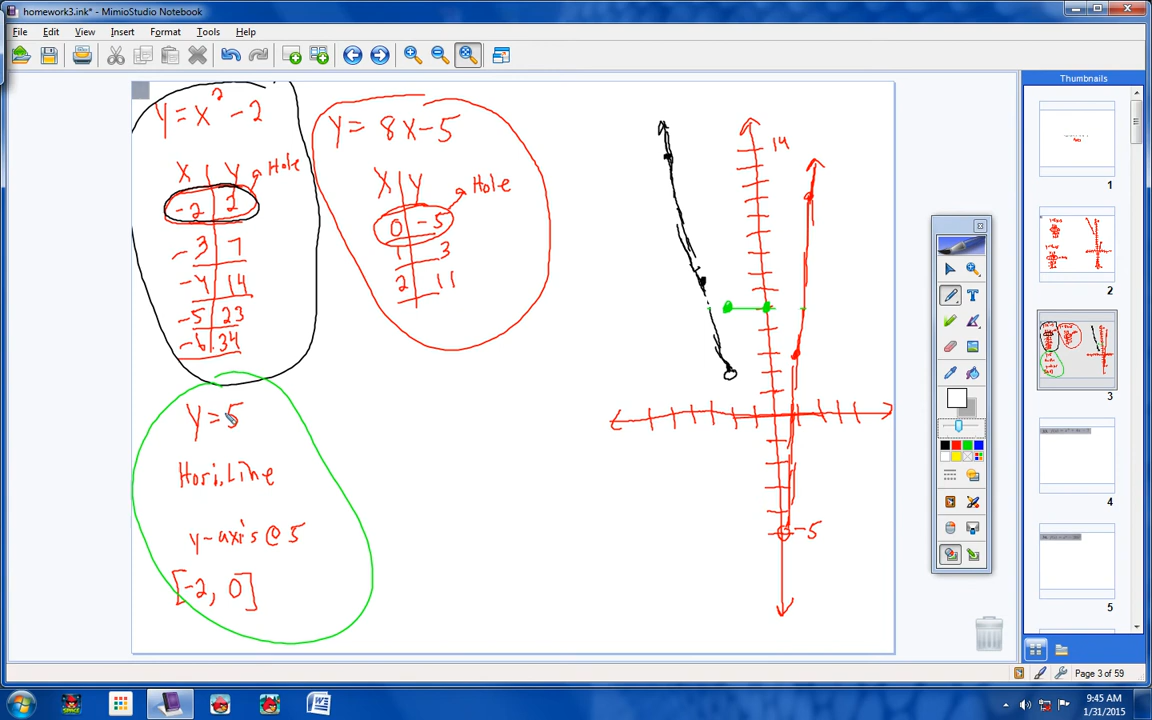 homework3.ink* - MimioStudio Notebook
File Edit View Insert Format Tools Help
Thumbnails
Y = X² - 2
X Y
Hole
-2 2
-3 7
-4 14
-5 23
-6 34
Y = 8X - 5
X Y
Hole
0 -5
1 3
2 11
Y = 5
Hori. Line
y-axis @ 5
[-2, 0]
14
-5
1
2
3
4
5
Page 3 of 59
9:45 AM
1/31/2015